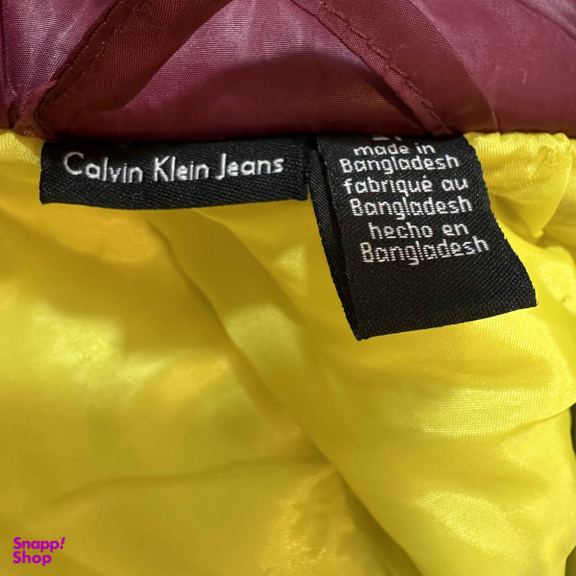 Calvin Klein Jeans
made in
Bangladesh
fabriqué au
Bangladesh
hecho en
Bangladesh
Snapp!
Shop